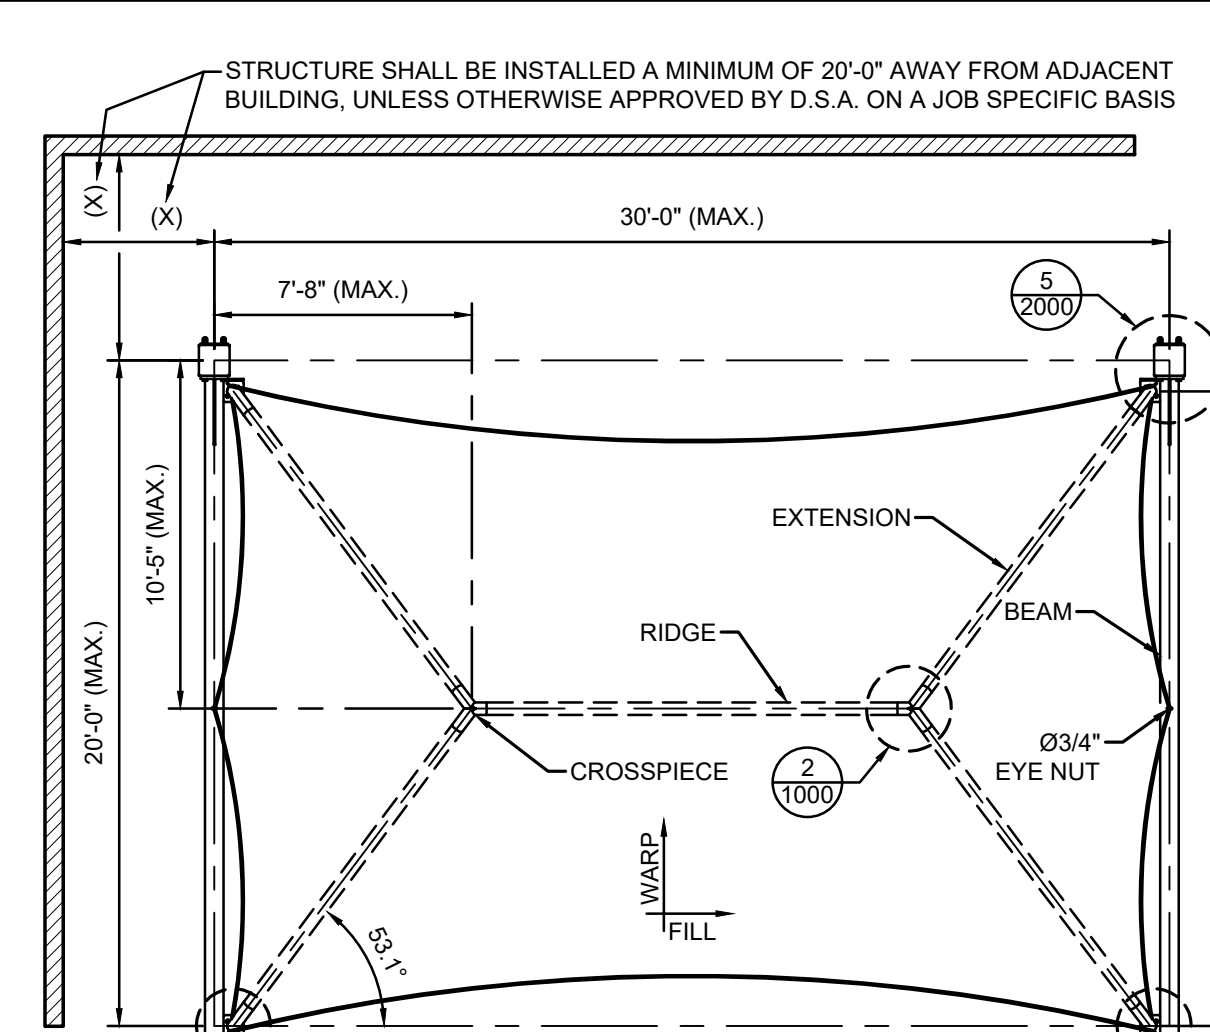 STRUCTURE SHALL BE INSTALLED A MINIMUM OF 20'-0" AWAY FROM ADJACENT
BUILDING, UNLESS OTHERWISE APPROVED BY D.S.A. ON A JOB SPECIFIC BASIS
(X)
(X)
30'-0" (MAX.)
7'-8" (MAX.)
5
2000
10'-5" (MAX.)
20'-0" (MAX.)
EXTENSION
BEAM
RIDGE
CROSSPIECE
2
1000
Ø3/4"
EYE NUT
WARP
FILL
53.1°